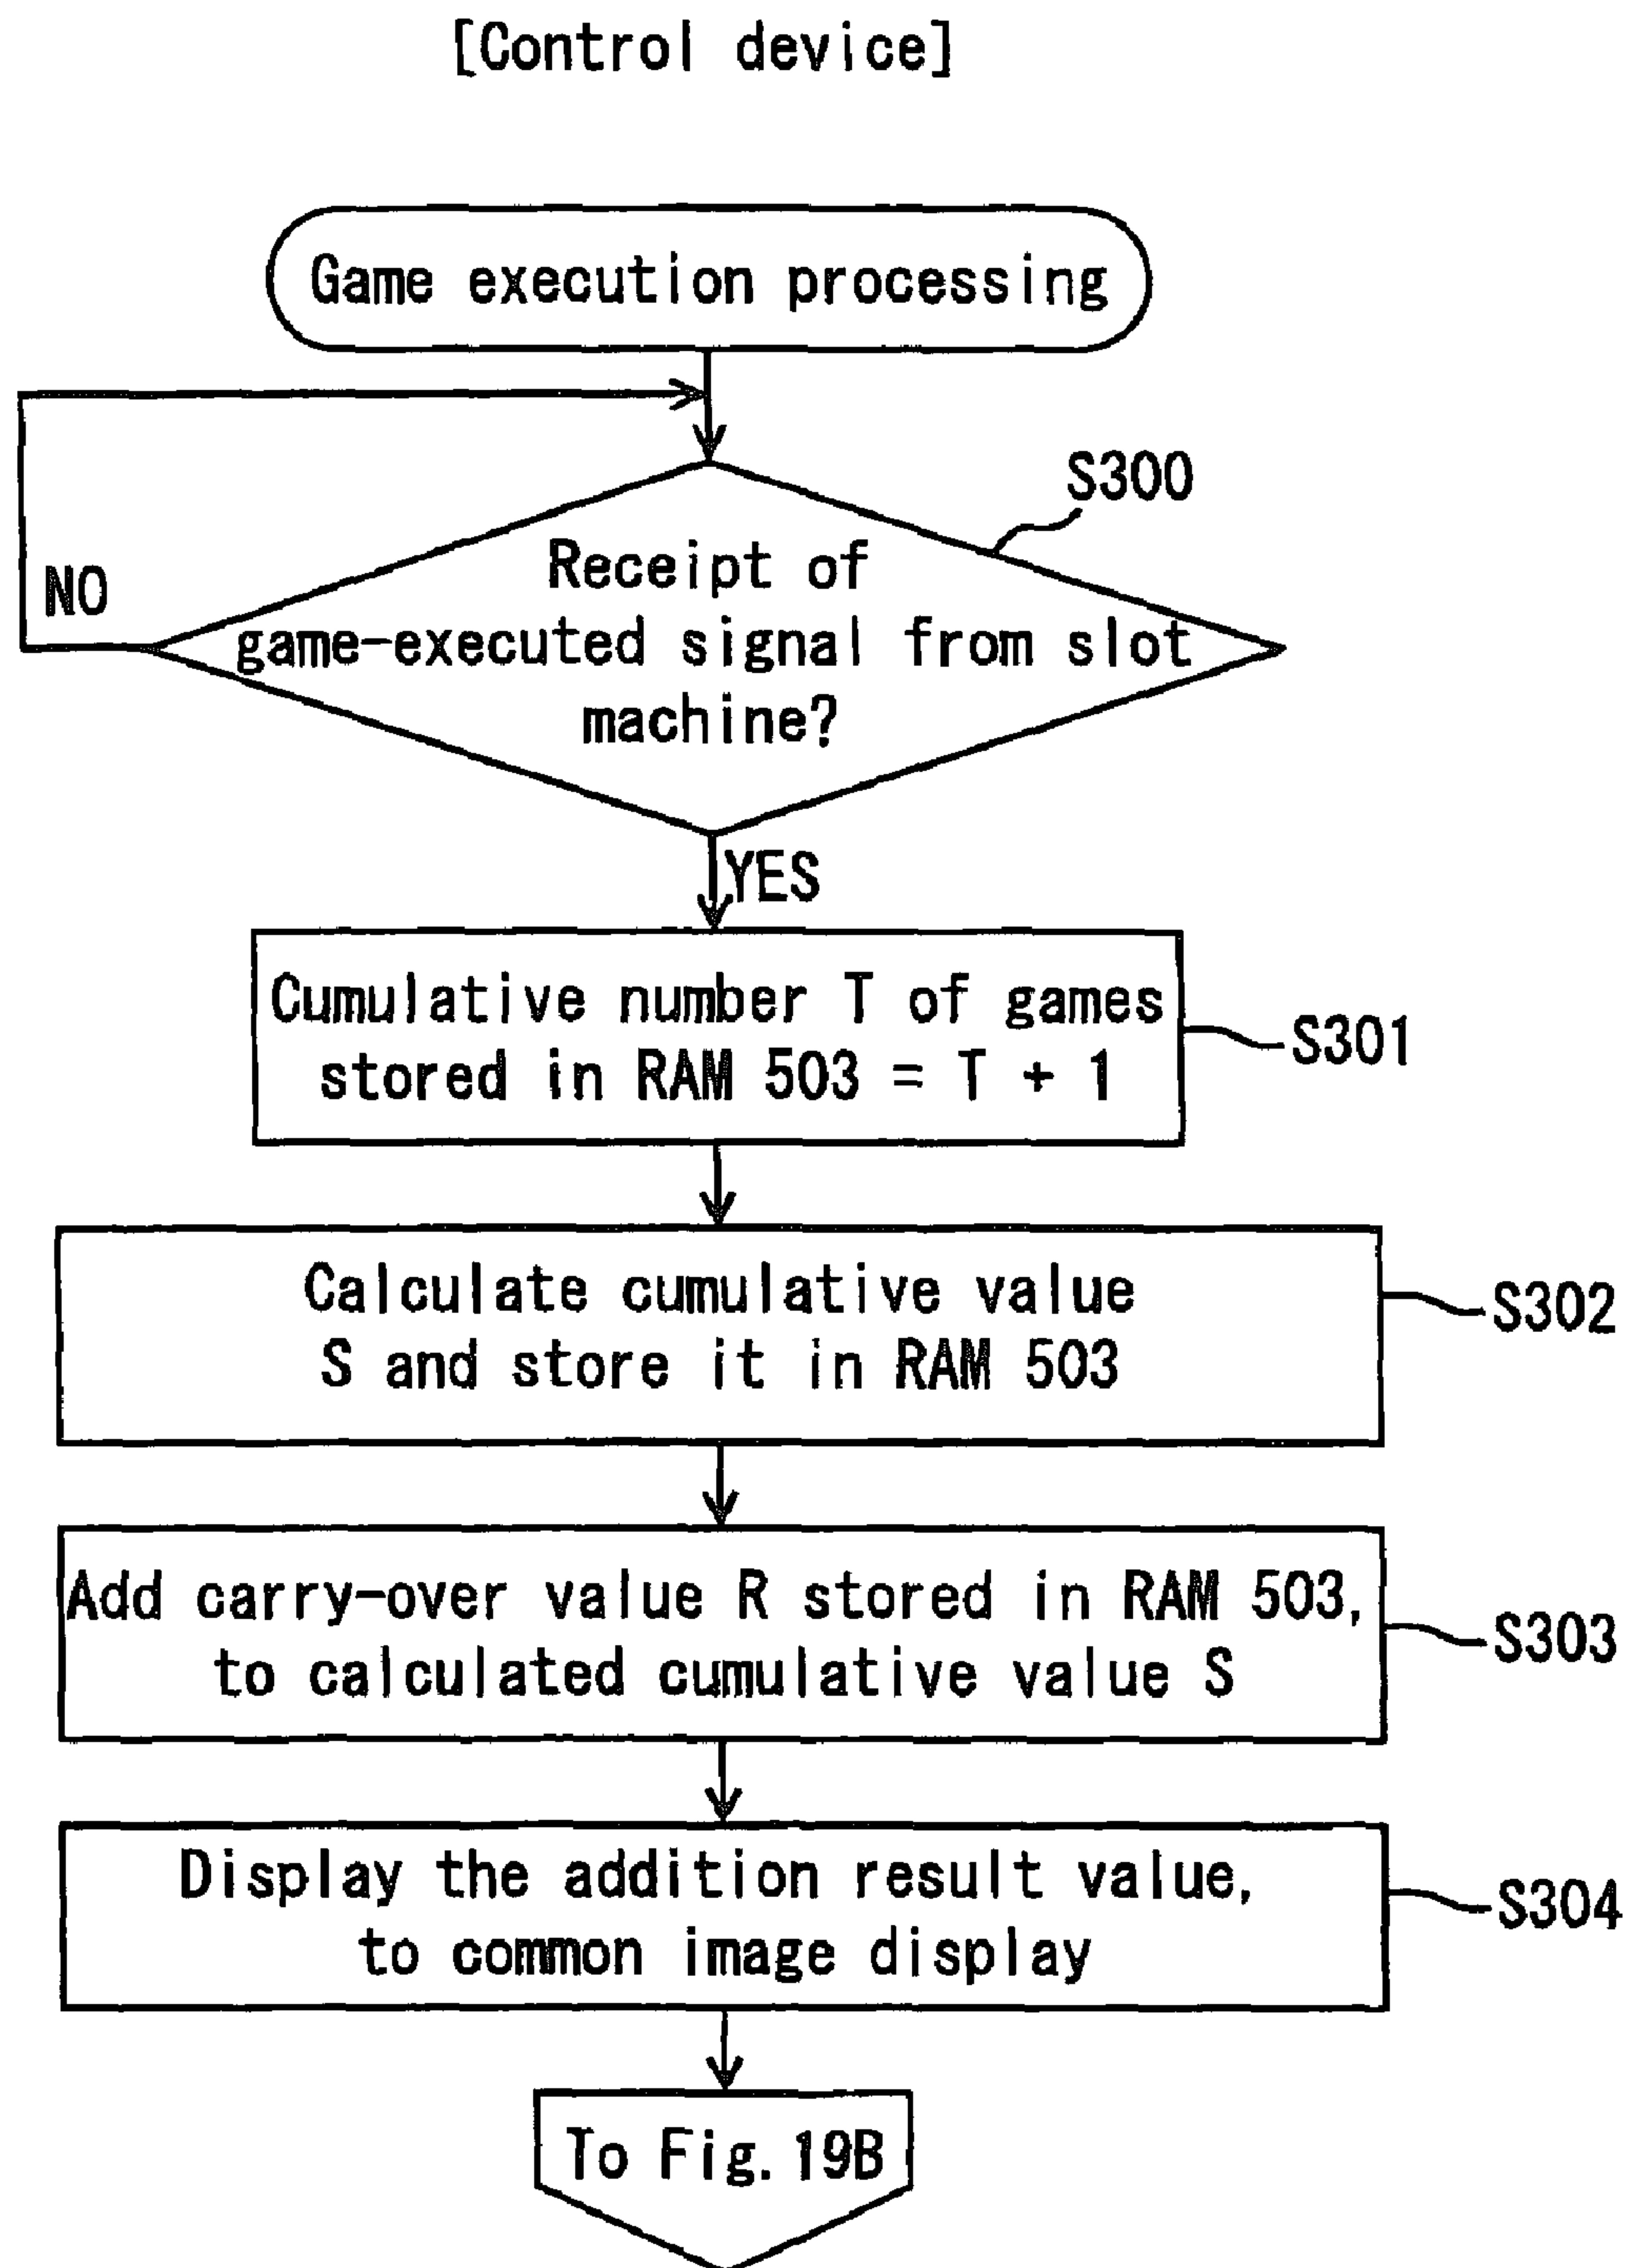 [Control device]
Game execution processing
S300
Receipt of
game-executed signal from slot
machine?
NO
YES
Cumulative number T of games
stored in RAM 503 = T + 1
S301
Calculate cumulative value
S and store it in RAM 503
S302
Add carry-over value R stored in RAM 503,
to calculated cumulative value S
S303
Display the addition result value,
to common image display
S304
To Fig. 19B